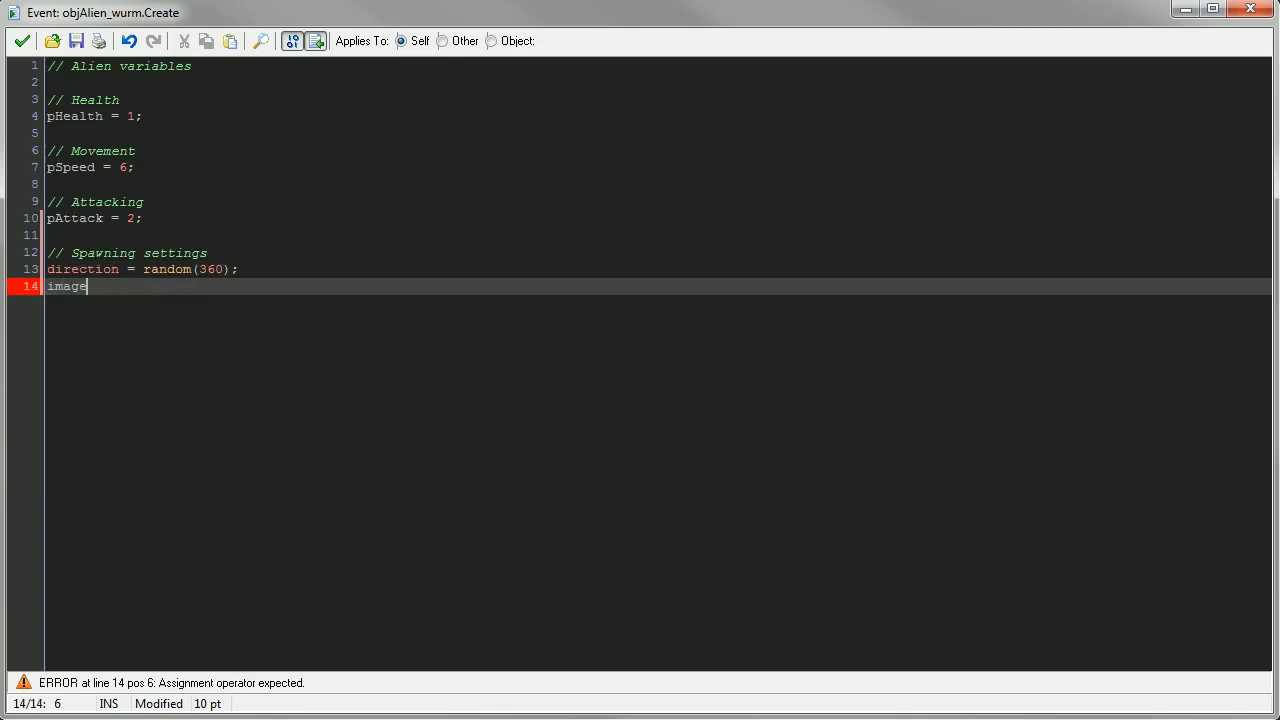 Event: objAlien_wurm.Create
Applies To: Self Other Object:
1 // Alien variables
2
3 // Health
4 pHealth = 1;
5
6 // Movement
7 pSpeed = 6;
8
9 // Attacking
10 pAttack = 2;
11
12 // Spawning settings
13 direction = random(360);
14 image
ERROR at line 14 pos 6: Assignment operator expected.
14/14: 6 INS Modified 10 pt